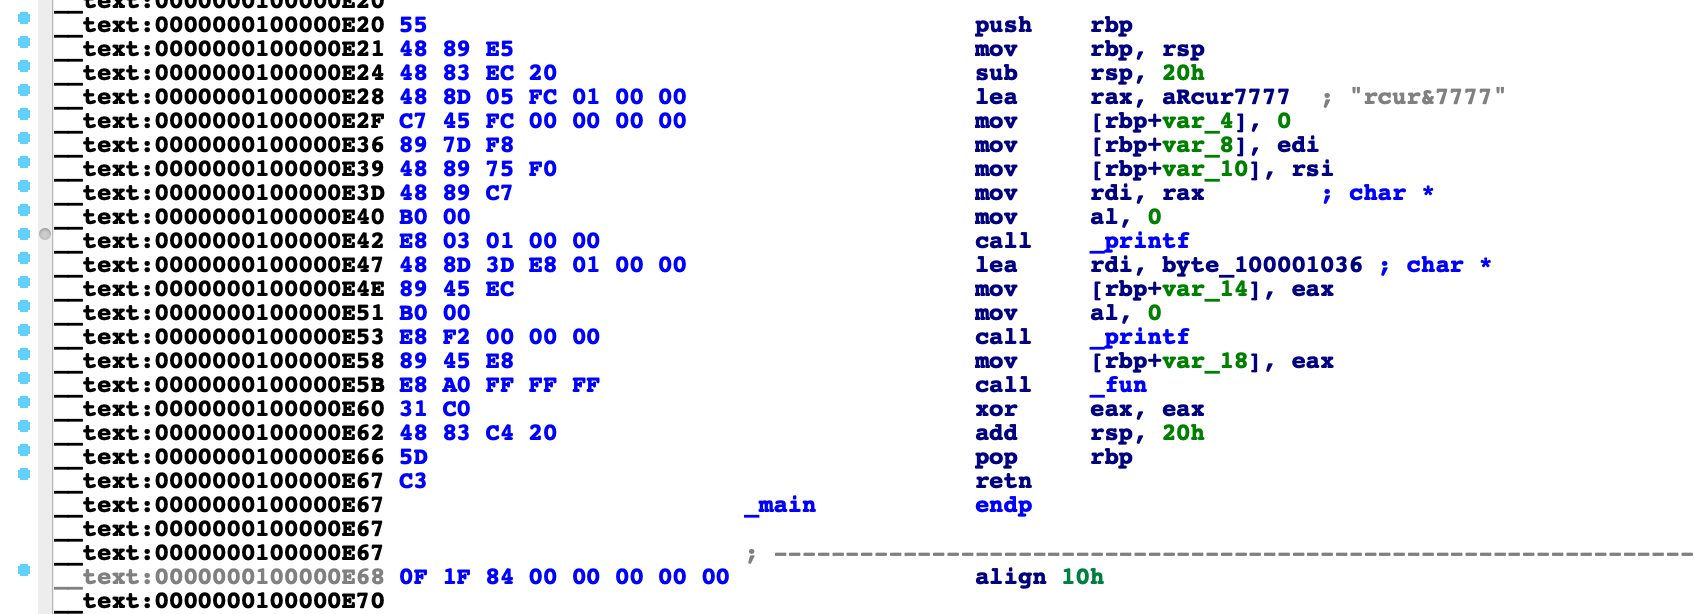 __text:0000000100000E20
__text:0000000100000E20 55 push rbp
__text:0000000100000E21 48 89 E5 mov rbp, rsp
__text:0000000100000E24 48 83 EC 20 sub rsp, 20h
__text:0000000100000E28 48 8D 05 FC 01 00 00 lea rax, aRcur7777 ; "rcur&7777"
__text:0000000100000E2F C7 45 FC 00 00 00 00 mov [rbp+var_4], 0
__text:0000000100000E36 89 7D F8 mov [rbp+var_8], edi
__text:0000000100000E39 48 89 75 F0 mov [rbp+var_10], rsi
__text:0000000100000E3D 48 89 C7 mov rdi, rax ; char *
__text:0000000100000E40 B0 00 mov al, 0
__text:0000000100000E42 E8 03 01 00 00 call _printf
__text:0000000100000E47 48 8D 3D E8 01 00 00 lea rdi, byte_100001036 ; char *
__text:0000000100000E4E 89 45 EC mov [rbp+var_14], eax
__text:0000000100000E51 B0 00 mov al, 0
__text:0000000100000E53 E8 F2 00 00 00 call _printf
__text:0000000100000E58 89 45 E8 mov [rbp+var_18], eax
__text:0000000100000E5B E8 A0 FF FF FF call _fun
__text:0000000100000E60 31 C0 xor eax, eax
__text:0000000100000E62 48 83 C4 20 add rsp, 20h
__text:0000000100000E66 5D pop rbp
__text:0000000100000E67 C3 retn
__text:0000000100000E67 _main endp
__text:0000000100000E67
__text:0000000100000E67 ; ----------------------------------------------------------------
__text:0000000100000E68 0F 1F 84 00 00 00 00 00 align 10h
__text:0000000100000E70